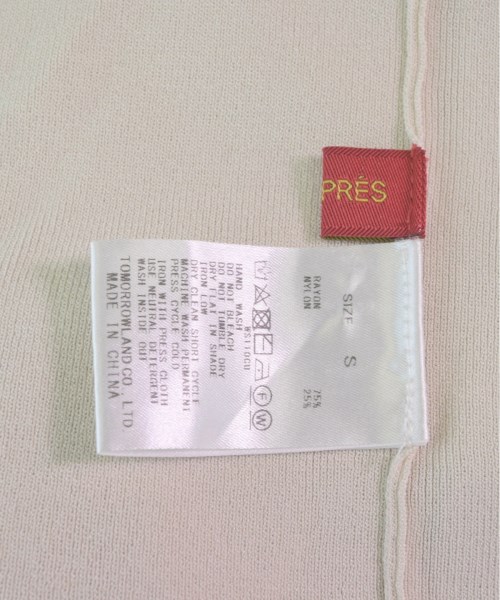 PRÉS
SIZE S
RAYON 75%
NYLON 25%
WS110GU
HAND WASH
DO NOT BLEACH
DO NOT TUMBLE DRY
DRY FLAT IN SHADE
IRON LOW
DRY CLEAN SHORT CYCLE
MACHINE WASH PERMANENT
PRESS CYCLE COLD
IRON WITH PRESS CLOTH
USE NEUTRAL DETERGENT
WASH INSIDE OUT
TOMORROWLAND CO., LTD
MADE IN CHINA